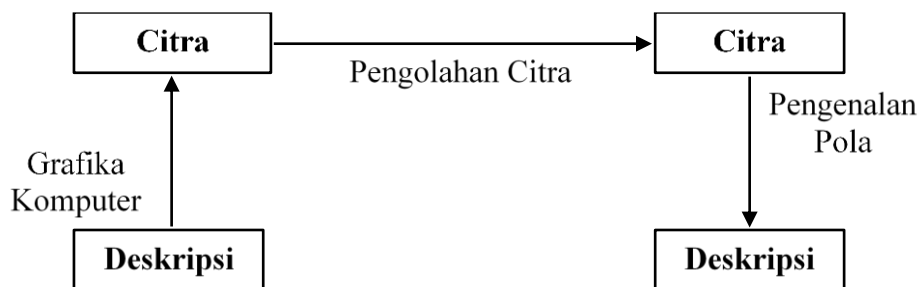 Citra
Citra
Pengolahan Citra
Pengenalan
Pola
Grafika
Komputer
Deskripsi
Deskripsi